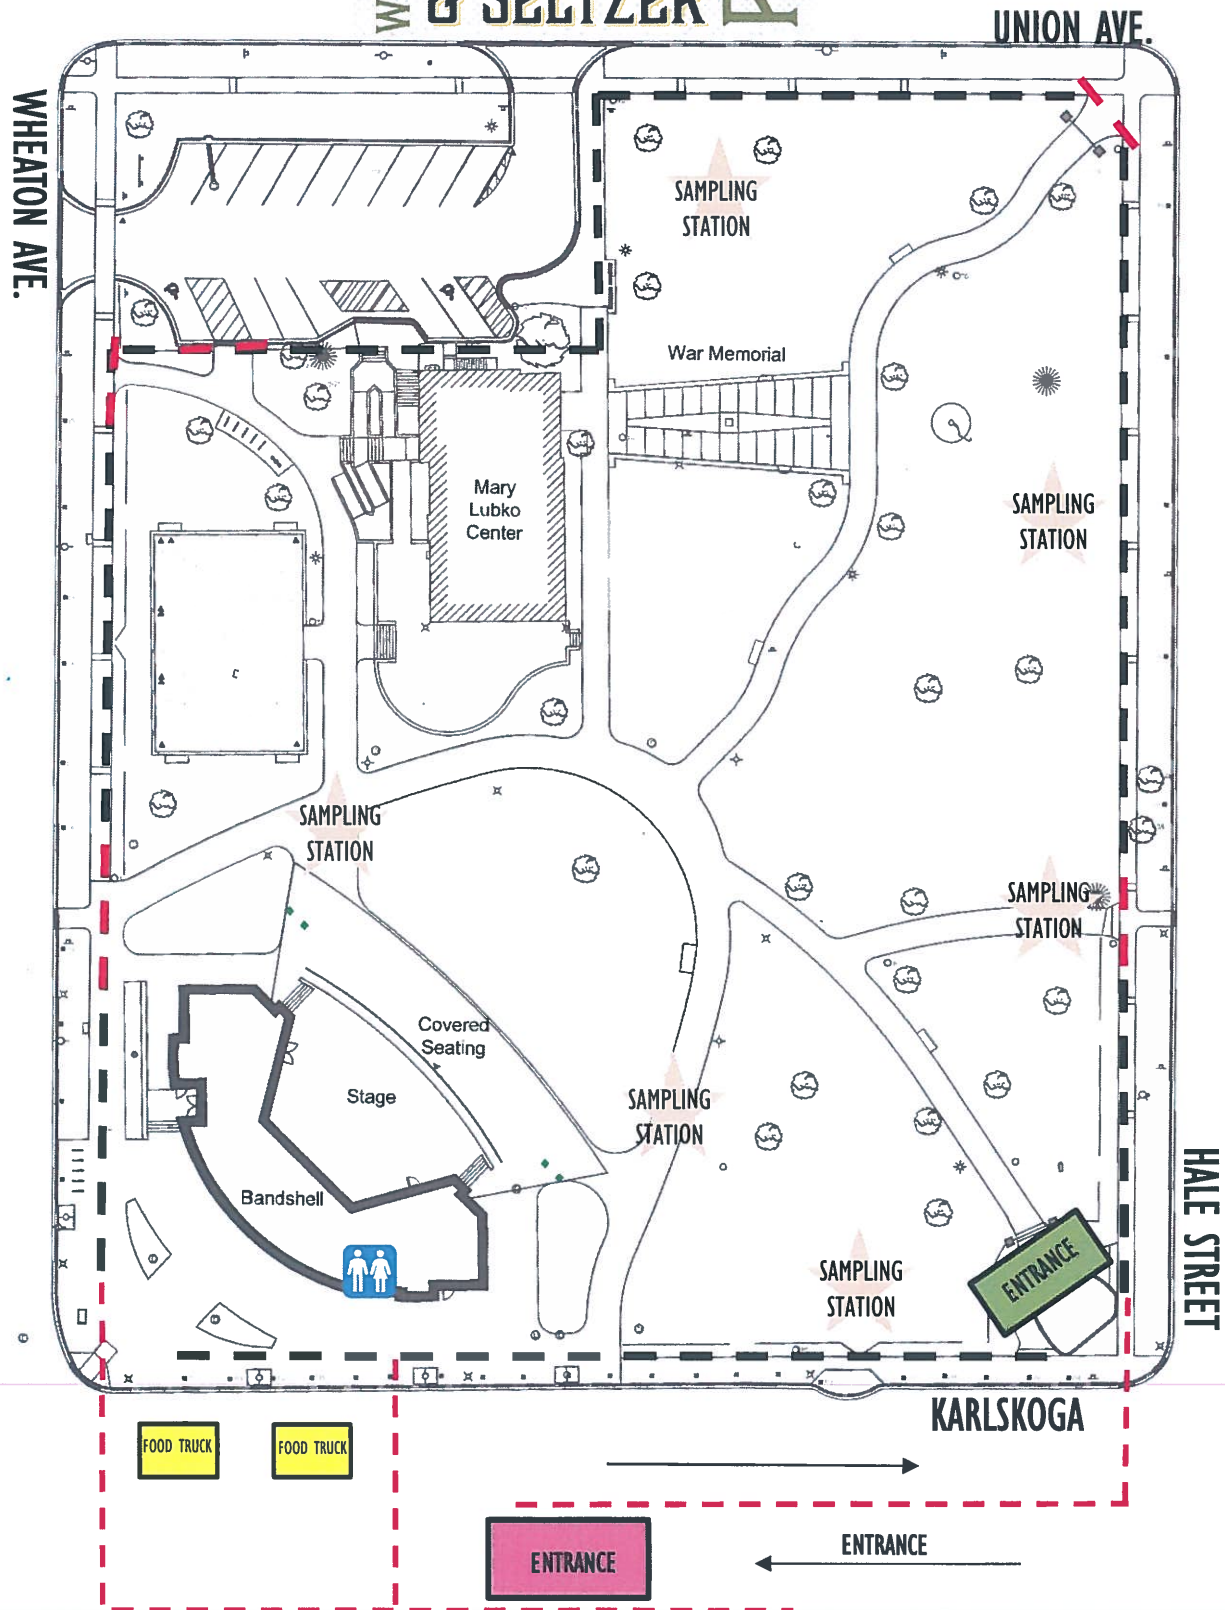 & SELTZER
UNION AVE.
WHEATON AVE.
SAMPLING
STATION
War Memorial
Mary
Lubko
Center
SAMPLING
STATION
SAMPLING
STATION
SAMPLING
STATION
Covered
Seating
Stage
SAMPLING
STATION
Bandshell
HALE STREET
ENTRANCE
SAMPLING
STATION
KARLSKOGA
FOOD TRUCK
FOOD TRUCK
ENTRANCE
ENTRANCE